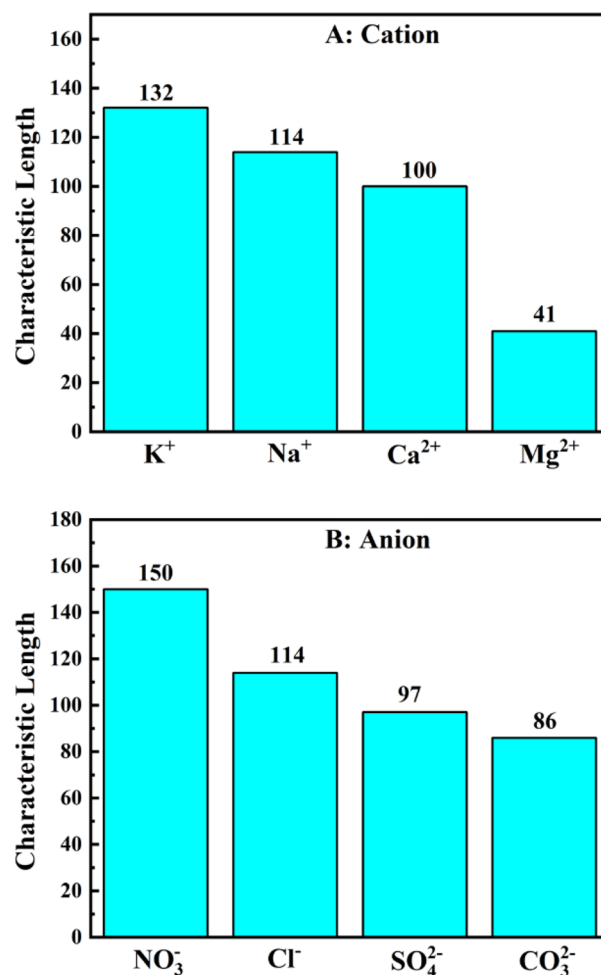 A: Cation
Characteristic Length
160
140
120
100
80
60
40
20
0
132
114
100
41
K⁺
Na⁺
Ca²⁺
Mg²⁺
B: Anion
Characteristic Length
180
160
140
120
100
80
60
40
20
0
150
114
97
86
NO₃⁻
Cl⁻
SO₄²⁻
CO₃²⁻